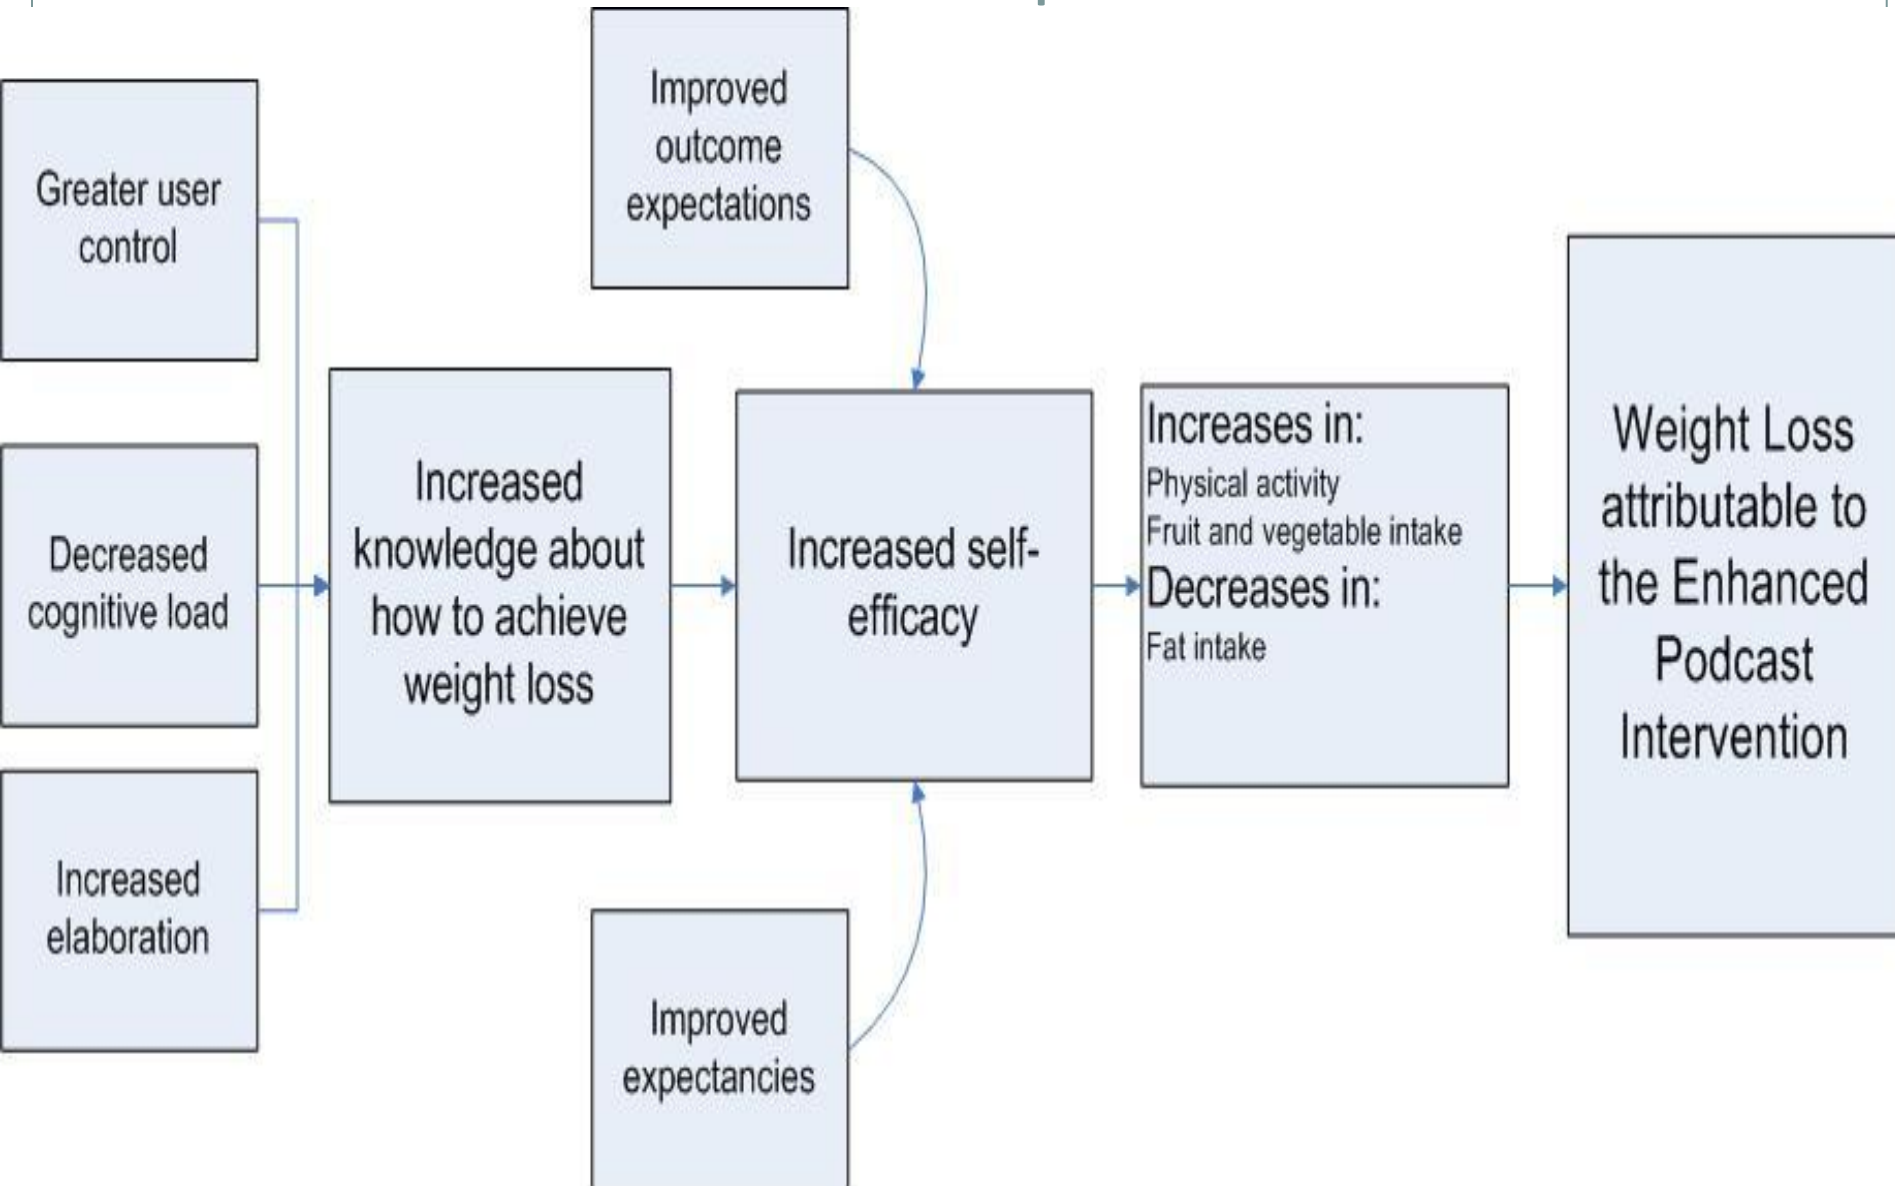 Improved
outcome
expectations
Greater user
control
Decreased
cognitive load
Increased
elaboration
Increased
knowledge about
how to achieve
weight loss
Increased self-
efficacy
Improved
expectancies
Increases in:
Physical activity
Fruit and vegetable intake
Decreases in:
Fat intake
Weight Loss
attributable to
the Enhanced
Podcast
Intervention